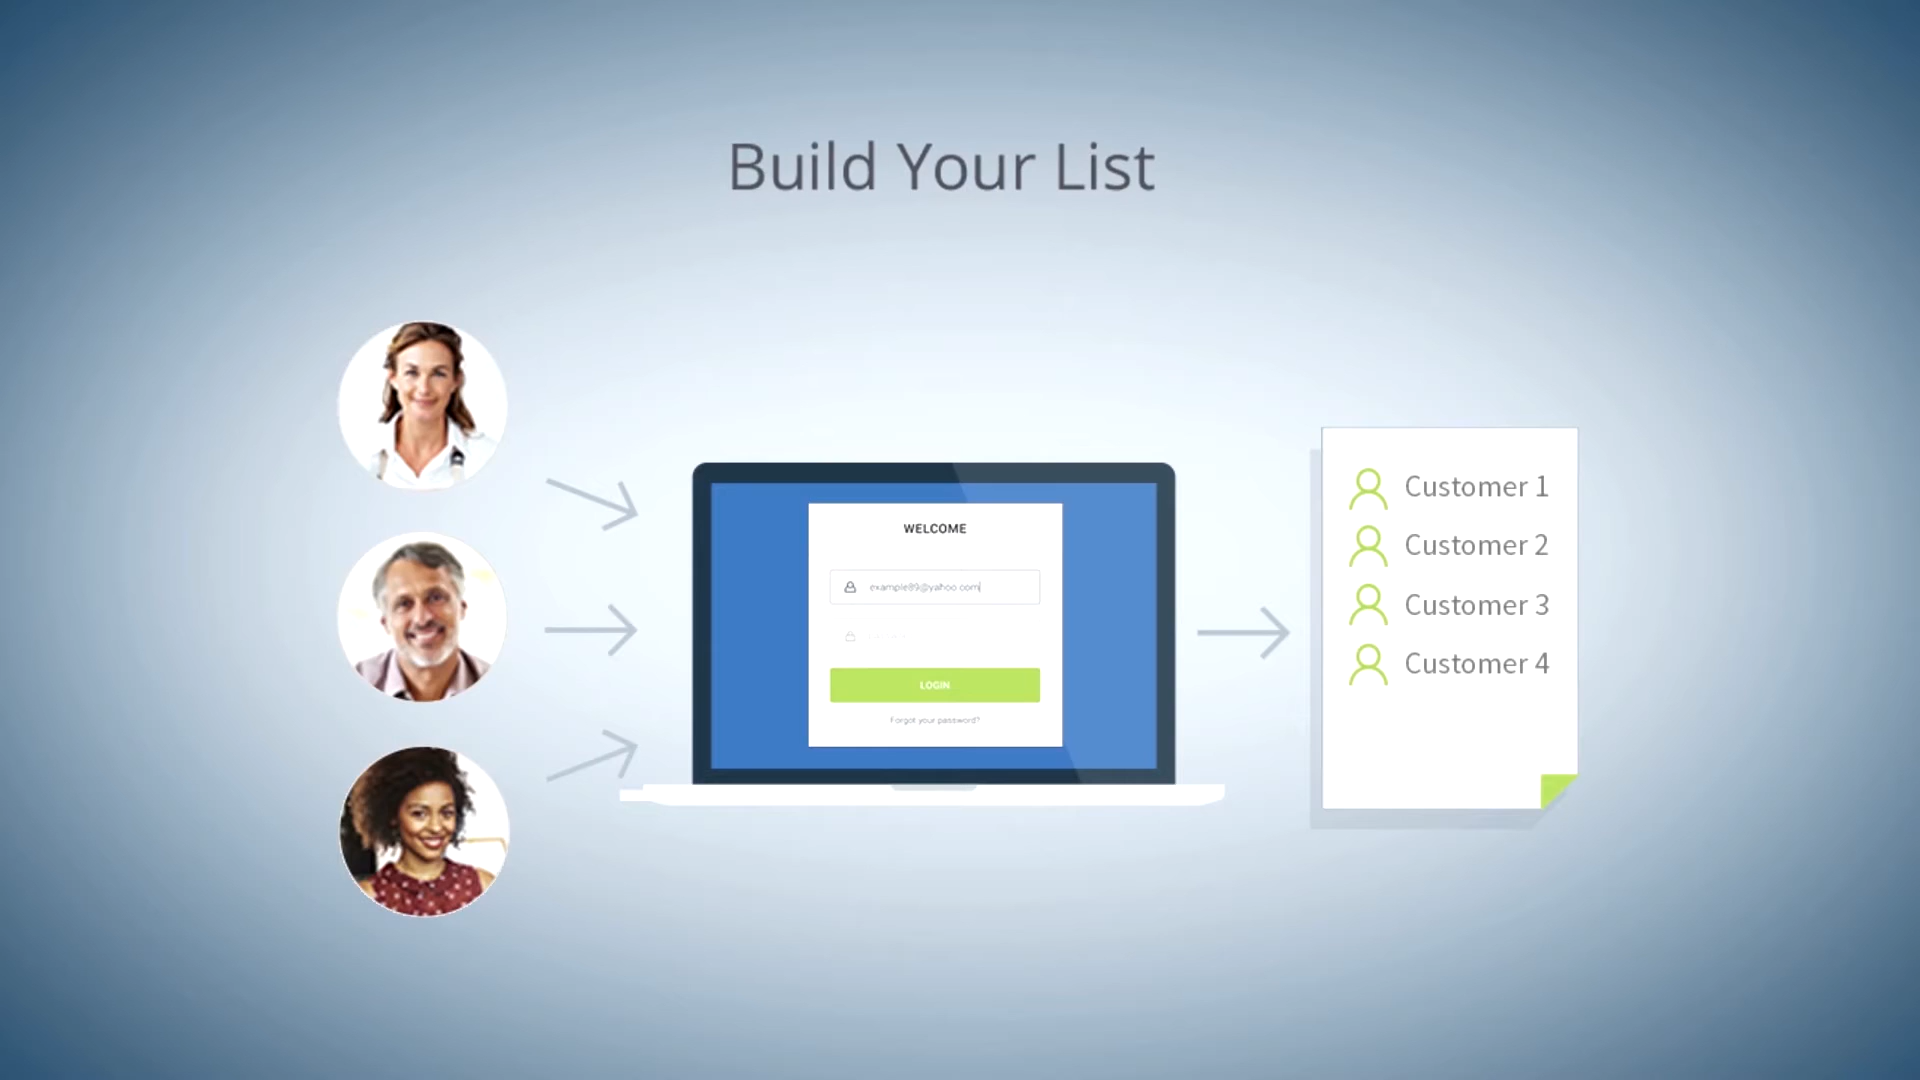 Build Your List
WELCOME
example89@yahoo.com
LOGIN
Forgot your password?
Customer 1
Customer 2
Customer 3
Customer 4